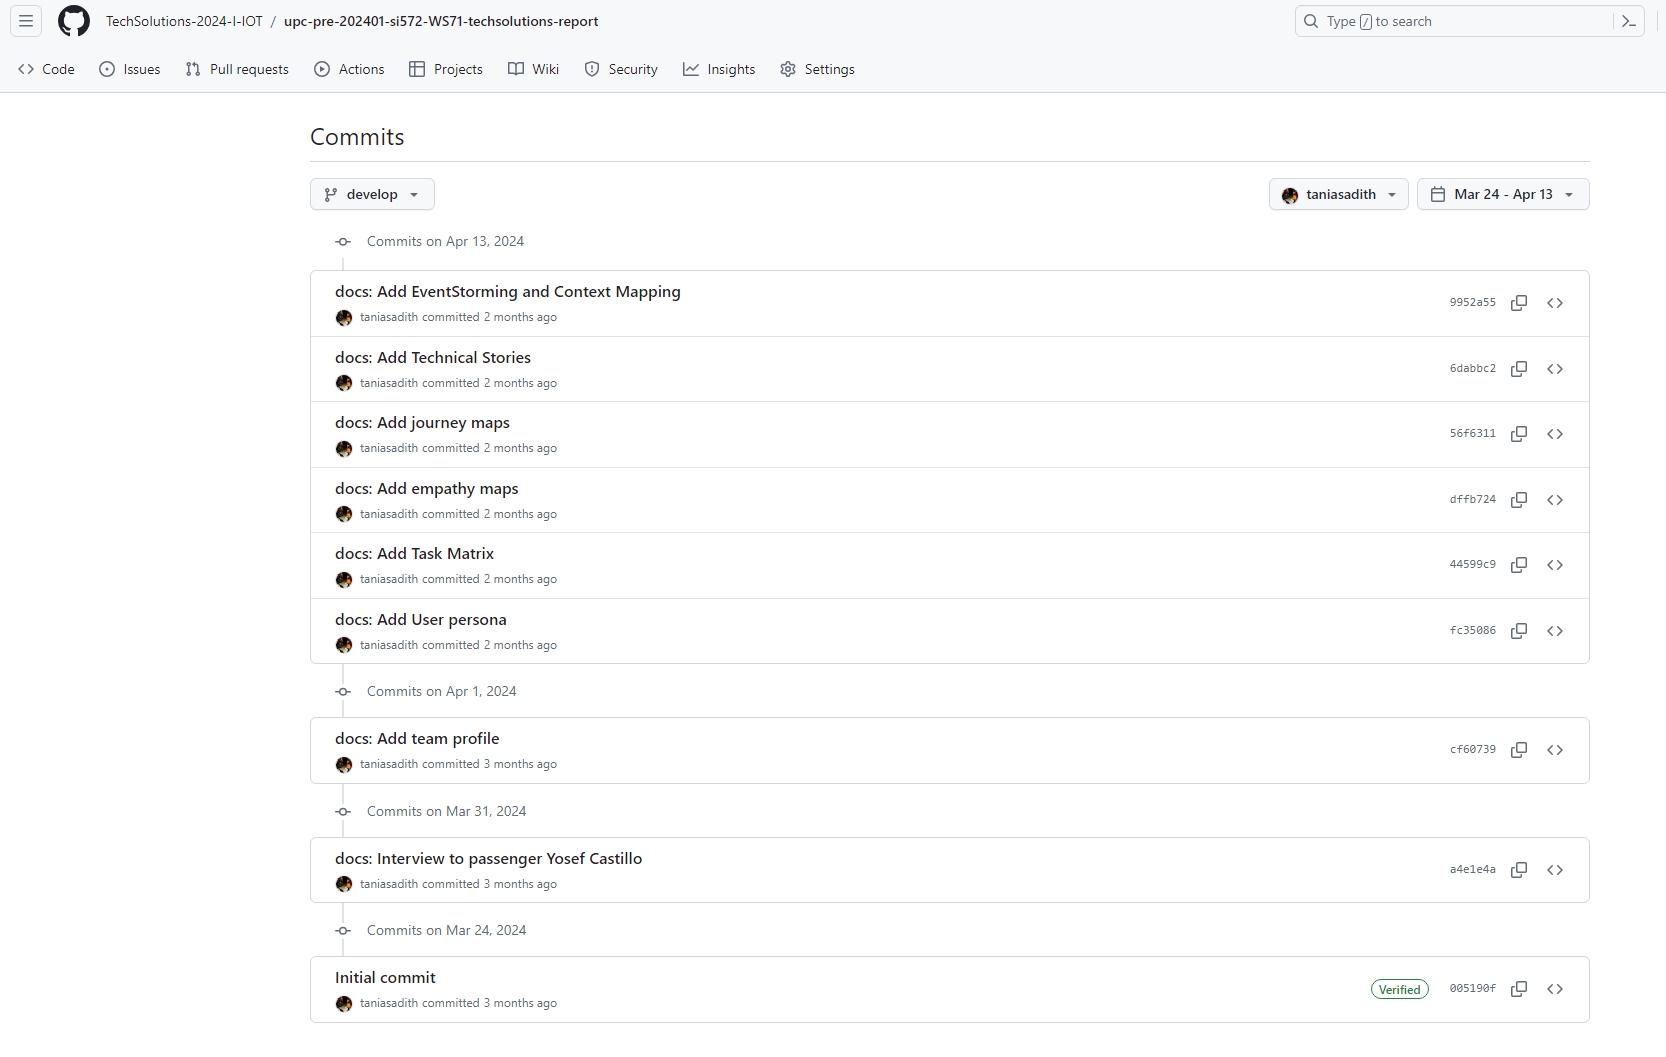 TechSolutions-2024-I-IOT / upc-pre-202401-si572-WS71-techsolutions-report
Type / to search
Code Issues Pull requests Actions Projects Wiki Security Insights Settings
Commits
develop
taniasadith
Mar 24 - Apr 13
Commits on Apr 13, 2024
docs: Add EventStorming and Context Mapping
9952a55
taniasadith committed 2 months ago
docs: Add Technical Stories
6dabbc2
taniasadith committed 2 months ago
docs: Add journey maps
56f6311
taniasadith committed 2 months ago
docs: Add empathy maps
dffb724
taniasadith committed 2 months ago
docs: Add Task Matrix
44599c9
taniasadith committed 2 months ago
docs: Add User persona
fc35086
taniasadith committed 2 months ago
Commits on Apr 1, 2024
docs: Add team profile
cf60739
taniasadith committed 3 months ago
Commits on Mar 31, 2024
docs: Interview to passenger Yosef Castillo
a4e1e4a
taniasadith committed 3 months ago
Commits on Mar 24, 2024
Initial commit
Verified
005190f
taniasadith committed 3 months ago